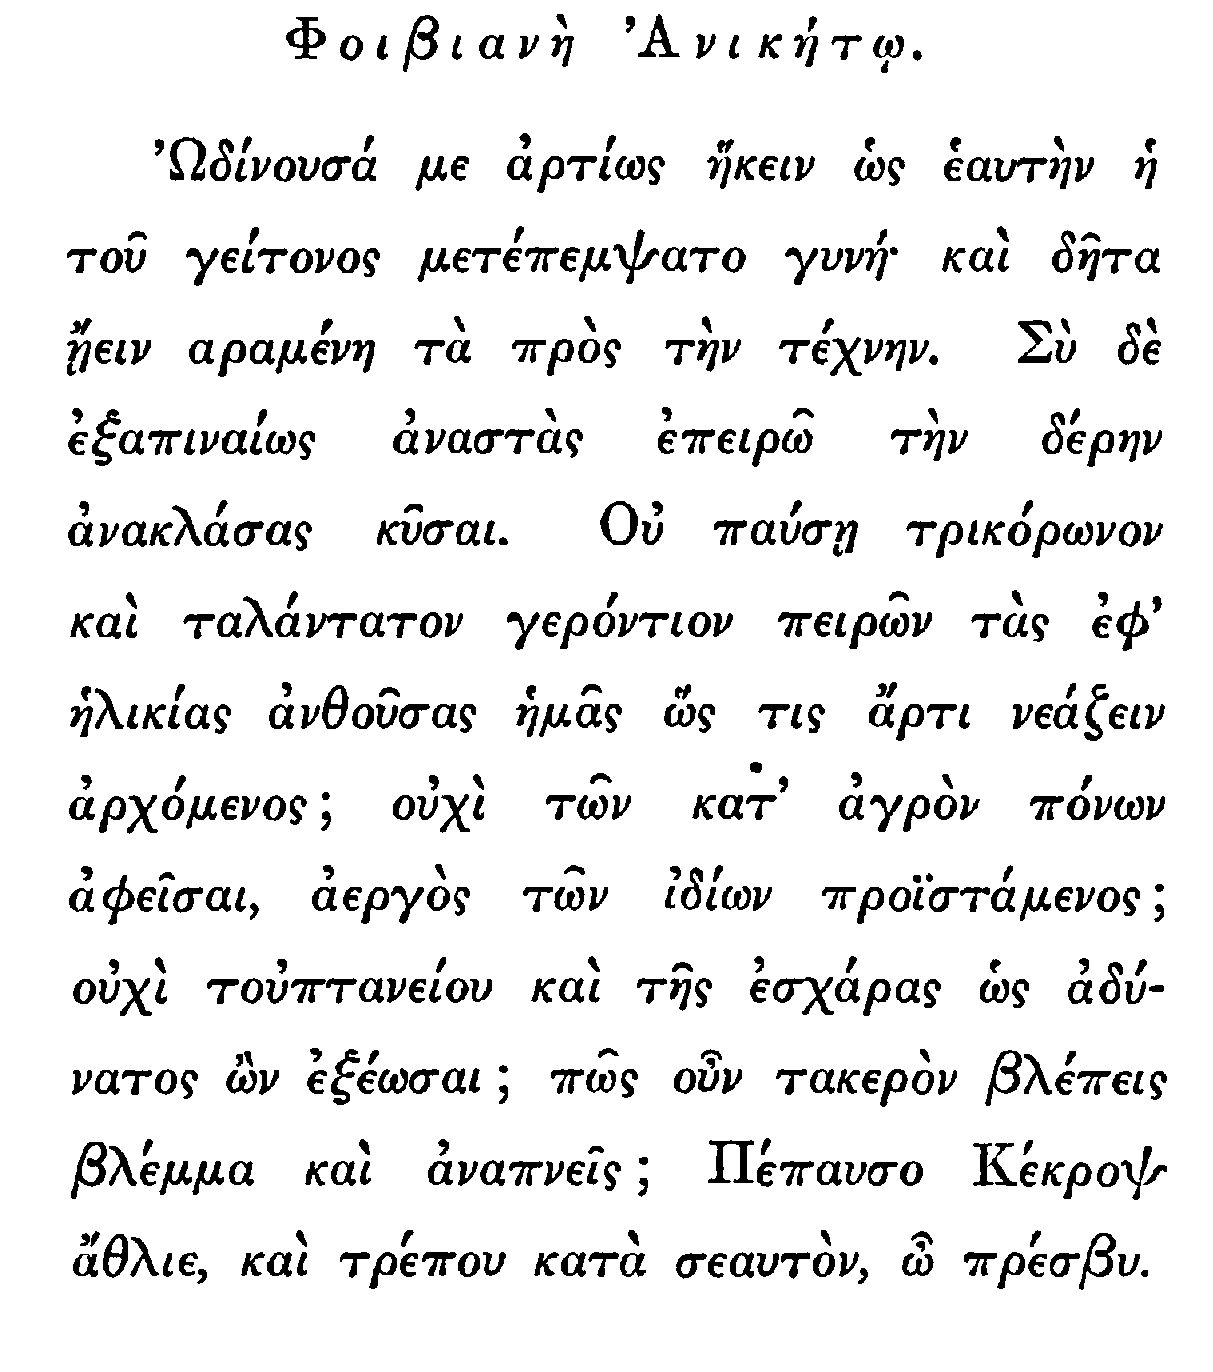 Φοιβιανὴ Ἀνικήτῳ.
Ὠδίνουσά με ἀρτίως ἥκειν ὡς ἑαυτὴν ἡ
τοῦ γείτονος μετέπεμψατο γυνή· καὶ δῆτα
ᾔειν αραμένη τὰ πρὸς τὴν τέχνην. Σὺ δὲ
ἐξαπιναίως ἀναστὰς ἐπειρῶ τὴν δέρην
ἀνακλάσας κῦσαι. Οὐ παύσῃ τρικόρωνον
καὶ ταλάντατον γερόντιον πειρῶν τὰς ἐφ’
ἡλικίας ἀνθούσας ἡμᾶς ὥς τις ἄρτι νεάζειν
ἀρχόμενος; οὐχὶ τῶν κατ’ ἀγρὸν πόνων
ἀφεῖσαι, ἀεργὸς τῶν ἰδίων προϊστάμενος;
οὐχὶ τοὐπτανείου καὶ τῆς ἐσχάρας ὡς ἀδύ-
νατος ὢν ἐξέωσαι; πῶς οὖν τακερὸν βλέπεις
βλέμμα καὶ ἀναπνεῖς; Πέπαυσο Κέκροψ
ἄθλιε, καὶ τρέπου κατὰ σεαυτὸν, ὦ πρέσβυ.